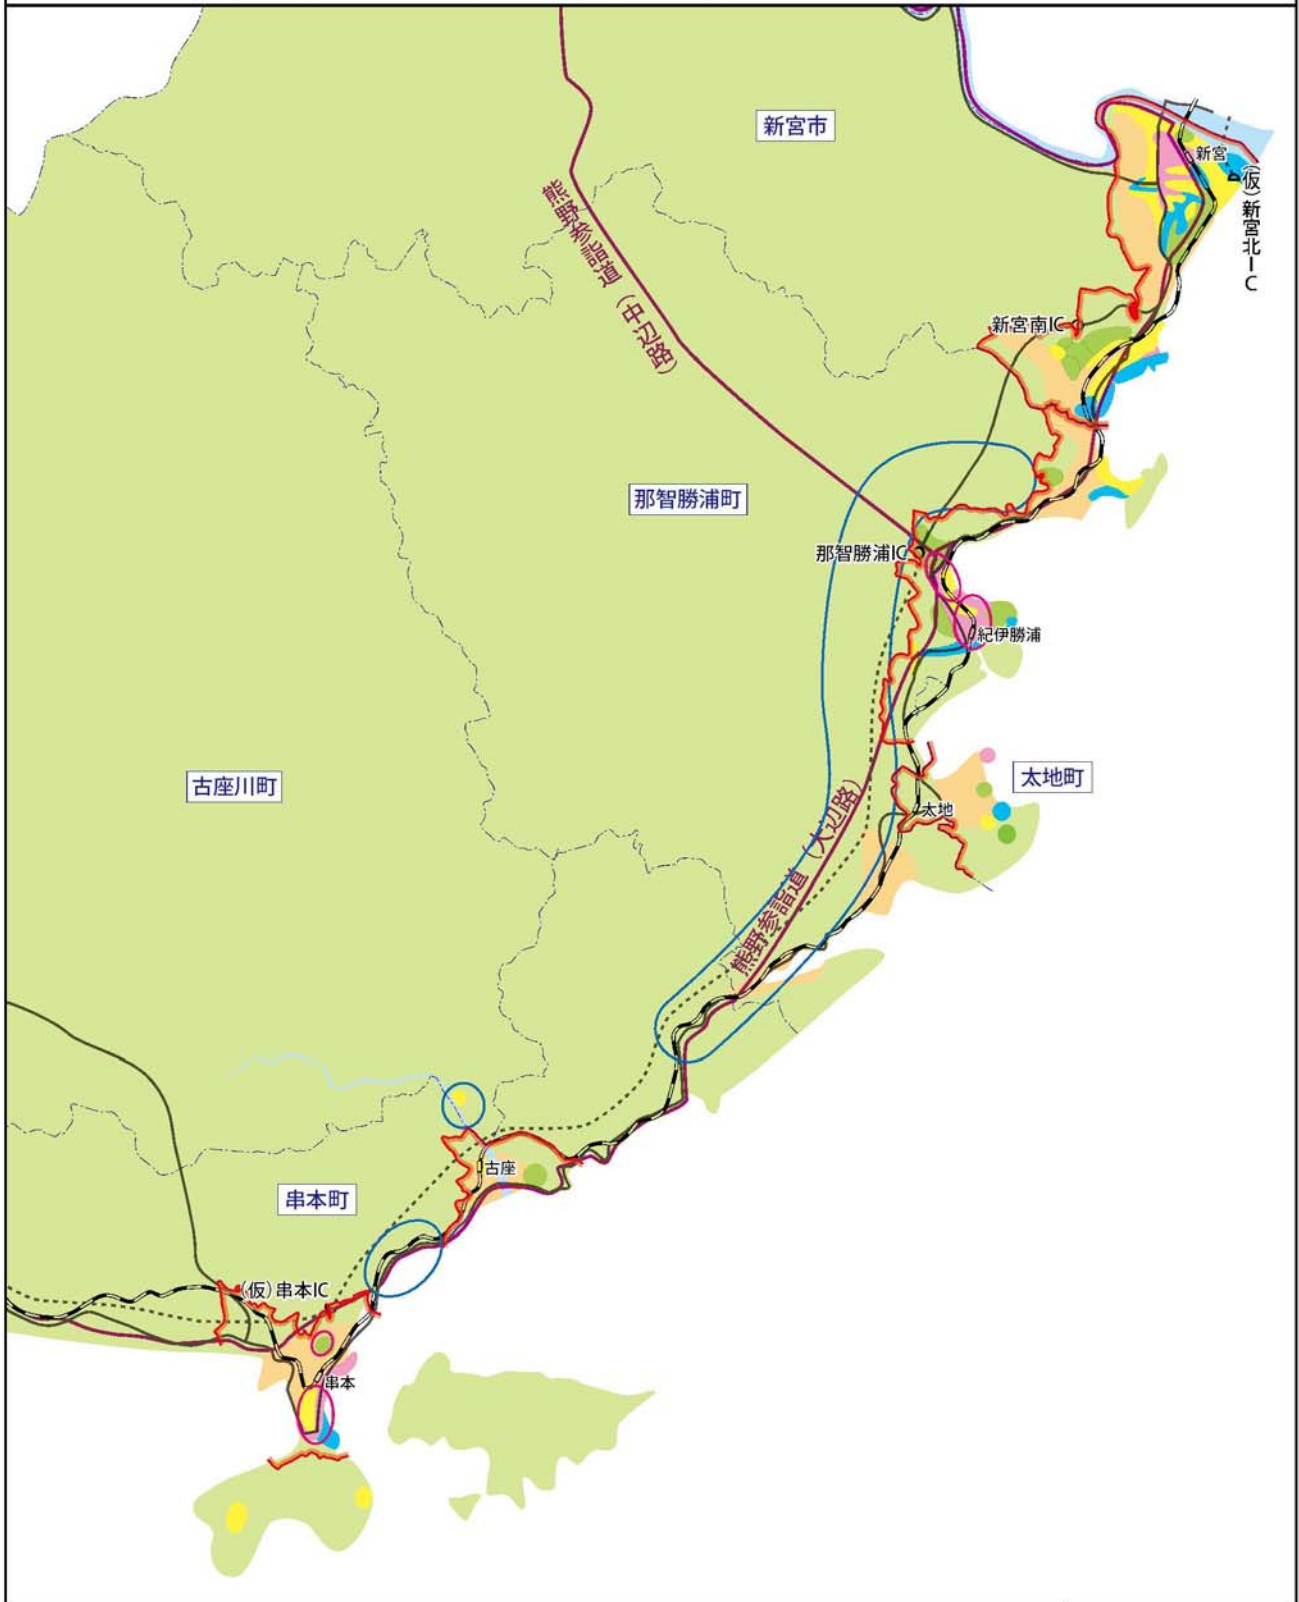 新宮市
新宮
(仮)新宮北IC
熊野参詣道(中辺路)
新宮南IC
那智勝浦町
那智勝浦IC
紀伊勝浦
古座川町
太地町
太地
熊野参詣道(大辺路)
古座
串本町
(仮)串本IC
串本